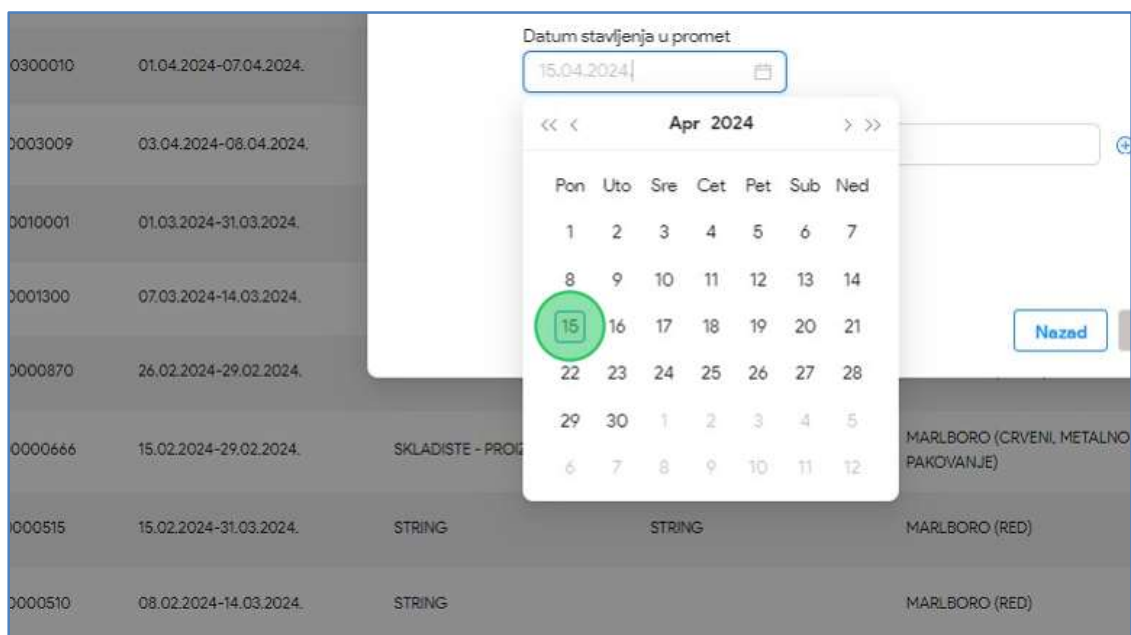 Datum stavljenja u promet
15.04.2024.
<< < Apr 2024 > >>
Pon Uto Sre Cet Pet Sub Ned
1 2 3 4 5 6 7
8 9 10 11 12 13 14
15 16 17 18 19 20 21
22 23 24 25 26 27 28
29 30 1 2 3 4 5
6 7 8 9 10 11 12
Nazad
0300010 01.04.2024-07.04.2024.
0003009 03.04.2024-08.04.2024.
0010001 01.03.2024-31.03.2024.
0001300 07.03.2024-14.03.2024.
0000870 26.02.2024-29.02.2024.
0000666 15.02.2024-29.02.2024. SKLADISTE - MARLBORO (CRVENI, METALNO
PAKOVANJE)
0000515 15.02.2024-31.03.2024. STRING STRING MARLBORO (RED)
0000510 08.02.2024-14.03.2024. STRING MARLBORO (RED)